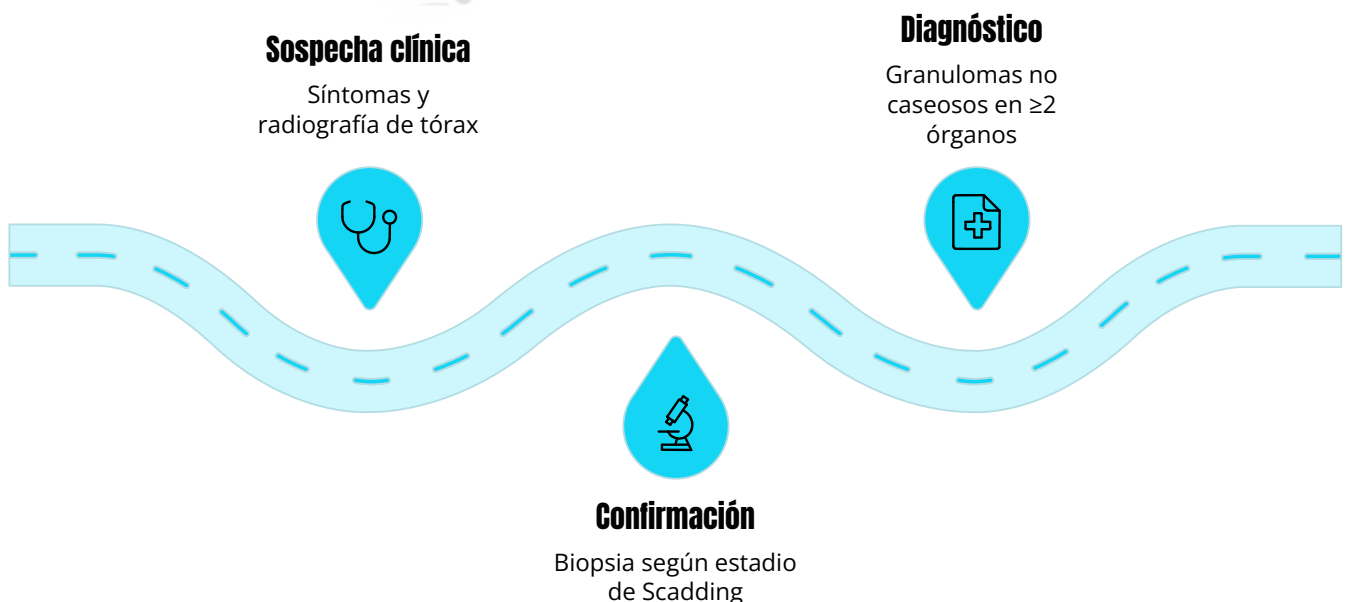 Sospecha clínica
Síntomas y
radiografía de tórax
Confirmación
Biopsia según estadio
de Scadding
Diagnóstico
Granulomas no
caseosos en ≥2
órganos